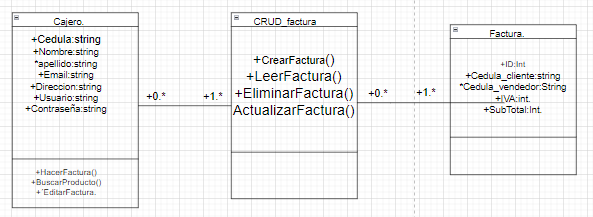 Cajero.
+Cedula:string
+Nombre:string
*apellido:string
+Email:string
+Direccion:string
+Usuario:string
+Contraseña:string
+HacerFactura()
+BuscarProducto()
+´EditarFactura.
+0.*
+1.*
CRUD_factura
+CrearFactura()
+LeerFactura()
+EliminarFactura()
ActualizarFactura()
+0.*
+1.*
Factura.
+ID:Int
+Cedula_cliente:string
*Cedula_vendedor:String
+IVA:int.
+SubTotal:Int.